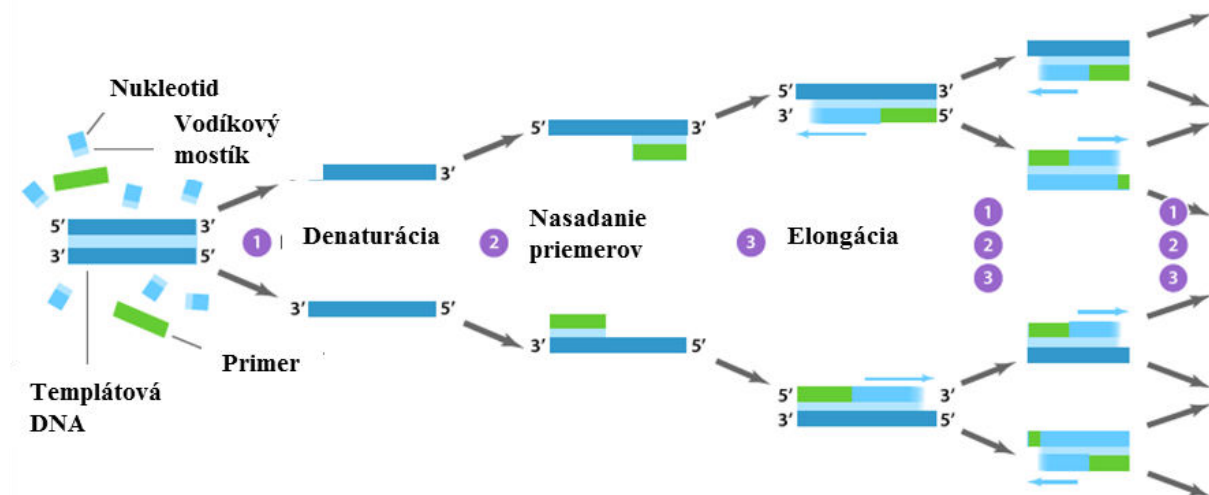 Nukleotid
Vodíkový
mostík
5′ 3′
3′ 5′
Templátová
DNA
Primer
1 Denaturácia
3′
3′ 5′
2 Nasadanie
priemerov
5′ 3′
3′ 5′
3 Elongácia
5′ 3′
3′ 5′
5′ 3′
3′ 5′
1
2
3
1
2
3